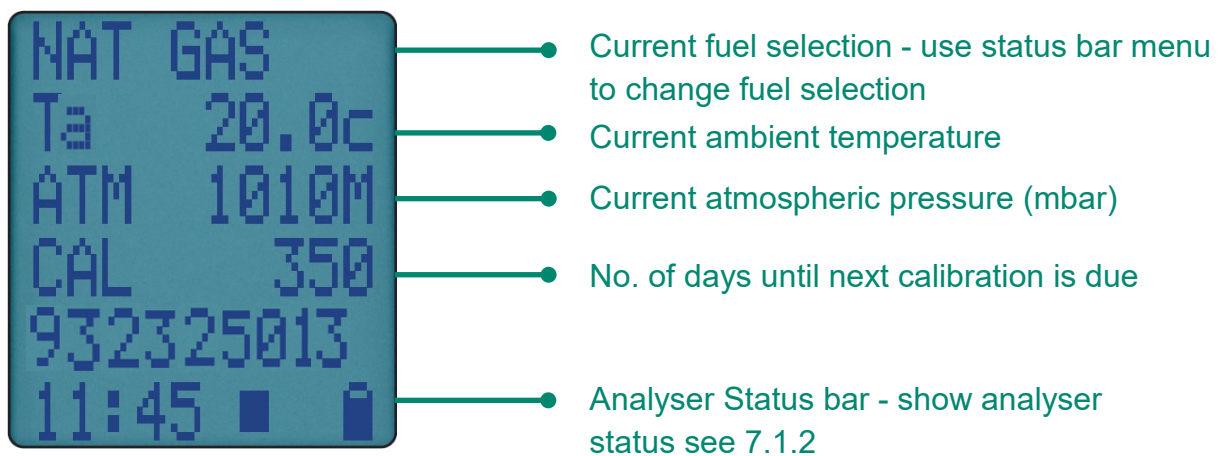 NAT GAS
Current fuel selection - use status bar menu
to change fuel selection
Ta 20.0c
Current ambient temperature
ATM 1010M
Current atmospheric pressure (mbar)
CAL 350
No. of days until next calibration is due
932325013
11:45
Analyser Status bar - show analyser
status see 7.1.2